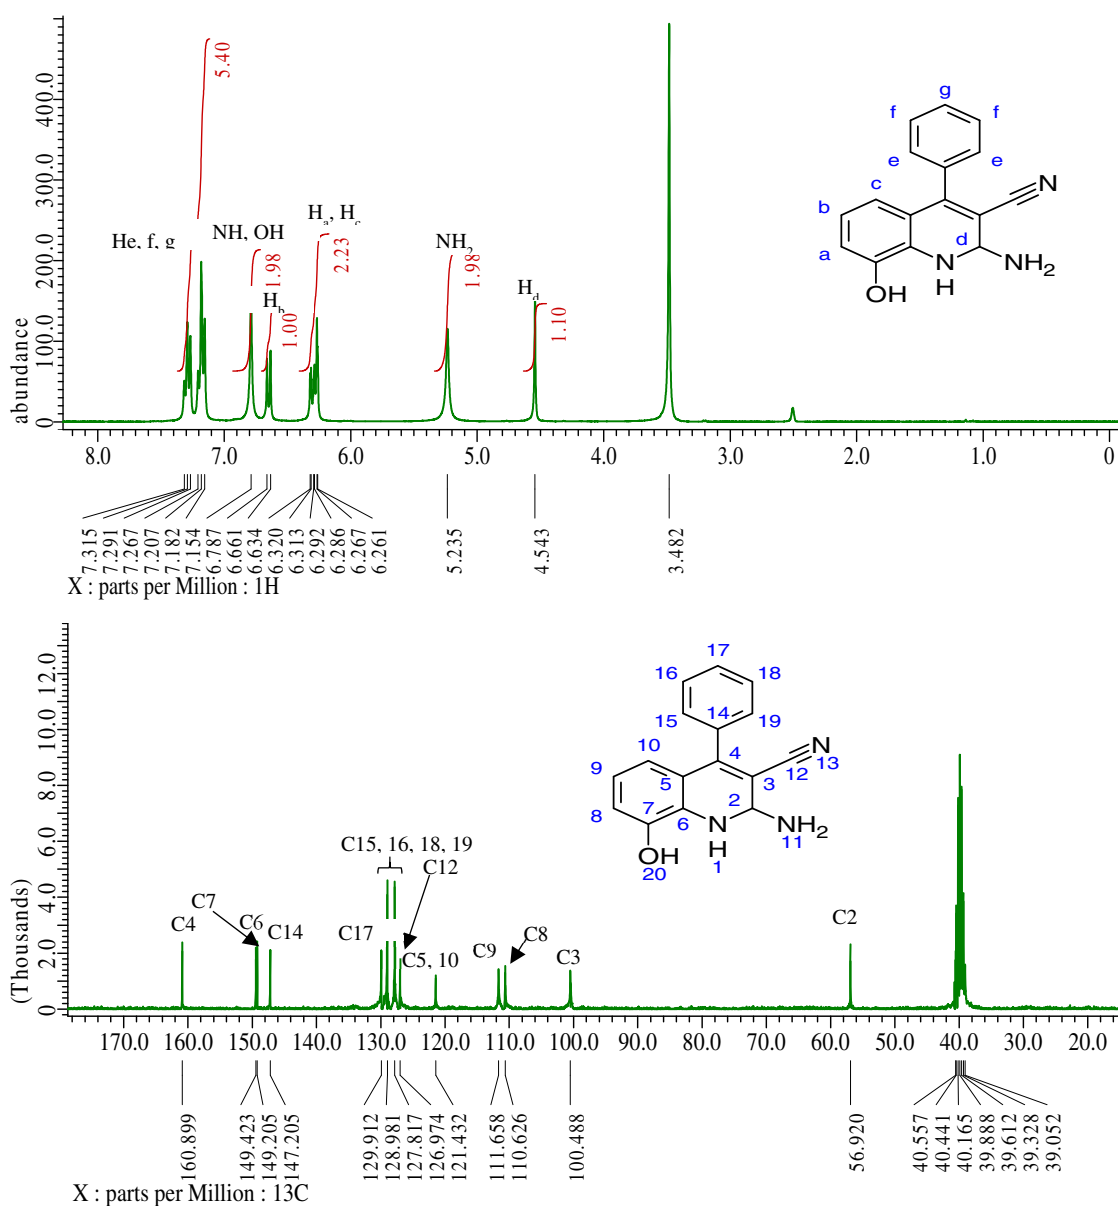 abundance
0
100.0
200.0
300.0
400.0
5.40
He, f, g
NH, OH
1.98
Hb
1.00
Ha, Hc
2.23
NH2
1.98
Hd
1.10
g
f
f
e
e
c
N
b
d
a
N
H
NH2
OH
8.0 7.0 6.0 5.0 4.0 3.0 2.0 1.0 0
7.315
7.291
7.267
7.207
7.182
7.154
6.787
6.661
6.634
6.320
6.313
6.292
6.286
6.267
6.261
5.235
4.543
3.482
X : parts per Million : 1H
(Thousands)
0
2.0
4.0
6.0
8.0
10.0
12.0
17
16
18
15
14
19
10
4
N
13
12
9
5
3
2
8
7
6
N
H
1
NH2
11
OH
20
C15, 16, 18, 19
C12
C7
C4
C6
C14
C17
C5, 10
C9
C8
C3
C2
170.0 150.0 130.0 110.0 100.0 90.0 80.0 70.0 60.0 50.0 40.0 30.0 20.0
160.899
149.423
149.205
147.205
129.912
128.981
127.817
126.974
121.432
111.658
110.626
100.488
56.920
40.557
40.441
40.165
39.888
39.612
39.328
39.052
X : parts per Million : 13C